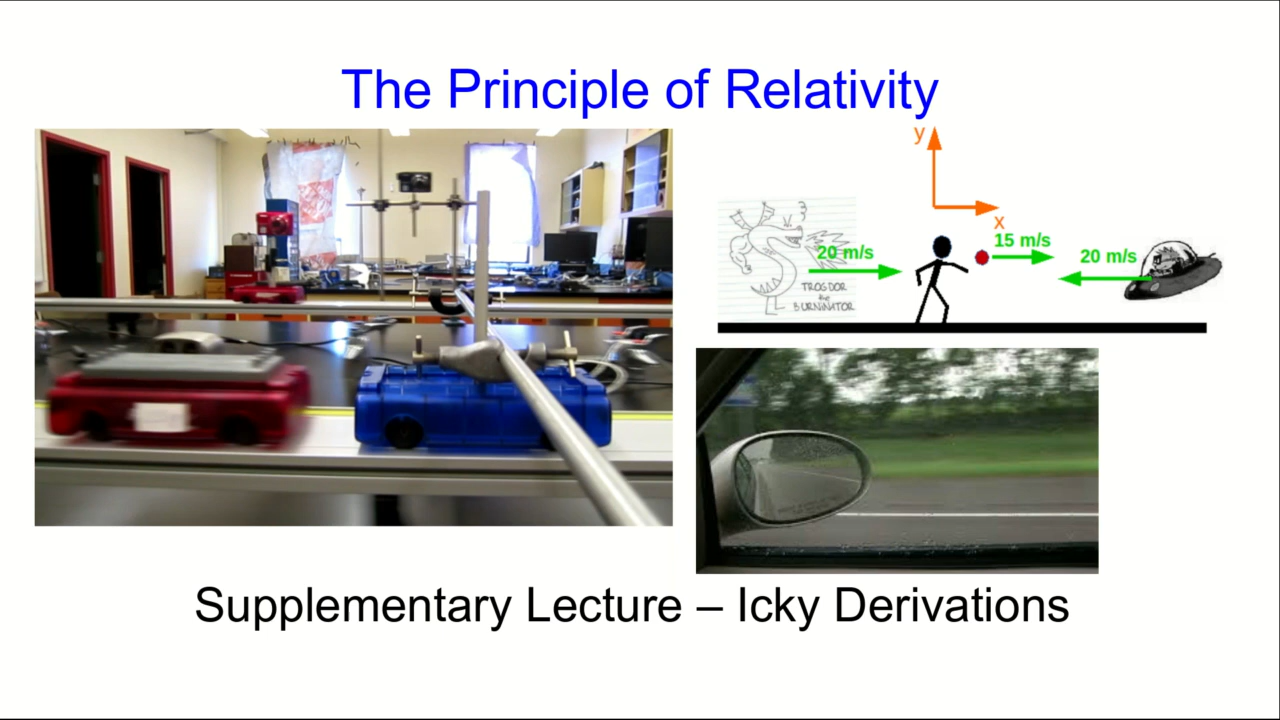 The Principle of Relativity
y
x
20 m/s
15 m/s
20 m/s
TROGDOR
the
BURNINATOR
Supplementary Lecture – Icky Derivations